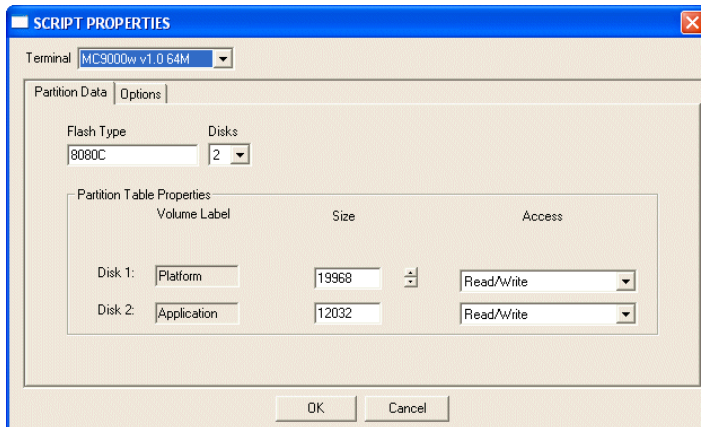 SCRIPT PROPERTIES
Terminal MC9000w v1.0 64M
Partition Data Options
Flash Type Disks
8080C 2
Partition Table Properties
Volume Label Size Access
Disk 1: Platform 19968 Read/Write
Disk 2: Application 12032 Read/Write
OK Cancel